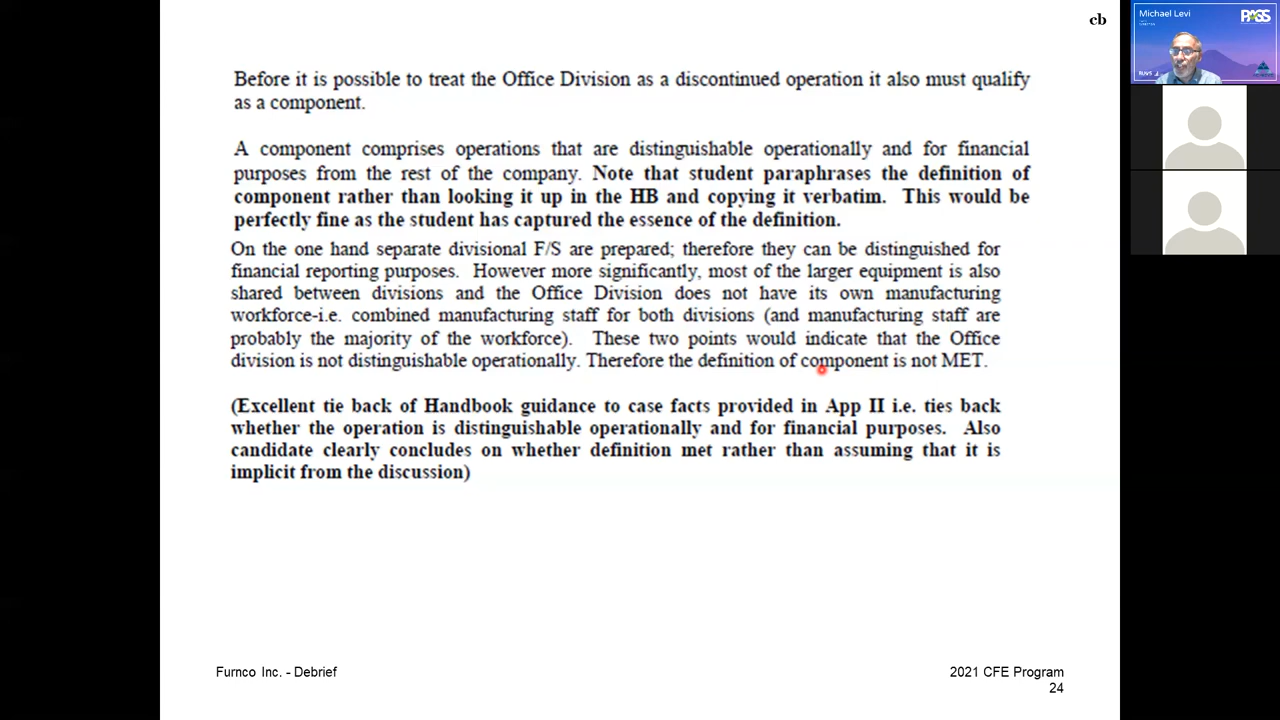 cb
Before it is possible to treat the Office Division as a discontinued operation it also must qualify
as a component.
A component comprises operations that are distinguishable operationally and for financial
purposes from the rest of the company. Note that student paraphrases the definition of
component rather than looking it up in the HB and copying it verbatim. This would be
perfectly fine as the student has captured the essence of the definition.
On the one hand separate divisional F/S are prepared; therefore they can be distinguished for
financial reporting purposes. However more significantly, most of the larger equipment is also
shared between divisions and the Office Division does not have its own manufacturing
workforce-i.e. combined manufacturing staff for both divisions (and manufacturing staff are
probably the majority of the workforce). These two points would indicate that the Office
division is not distinguishable operationally. Therefore the definition of component is not MET.
(Excellent tie back of Handbook guidance to case facts provided in App II i.e. ties back
whether the operation is distinguishable operationally and for financial purposes. Also
candidate clearly concludes on whether definition met rather than assuming that it is
implicit from the discussion)
Furnco Inc. - Debrief
2021 CFE Program
24
Michael Levi
PASS